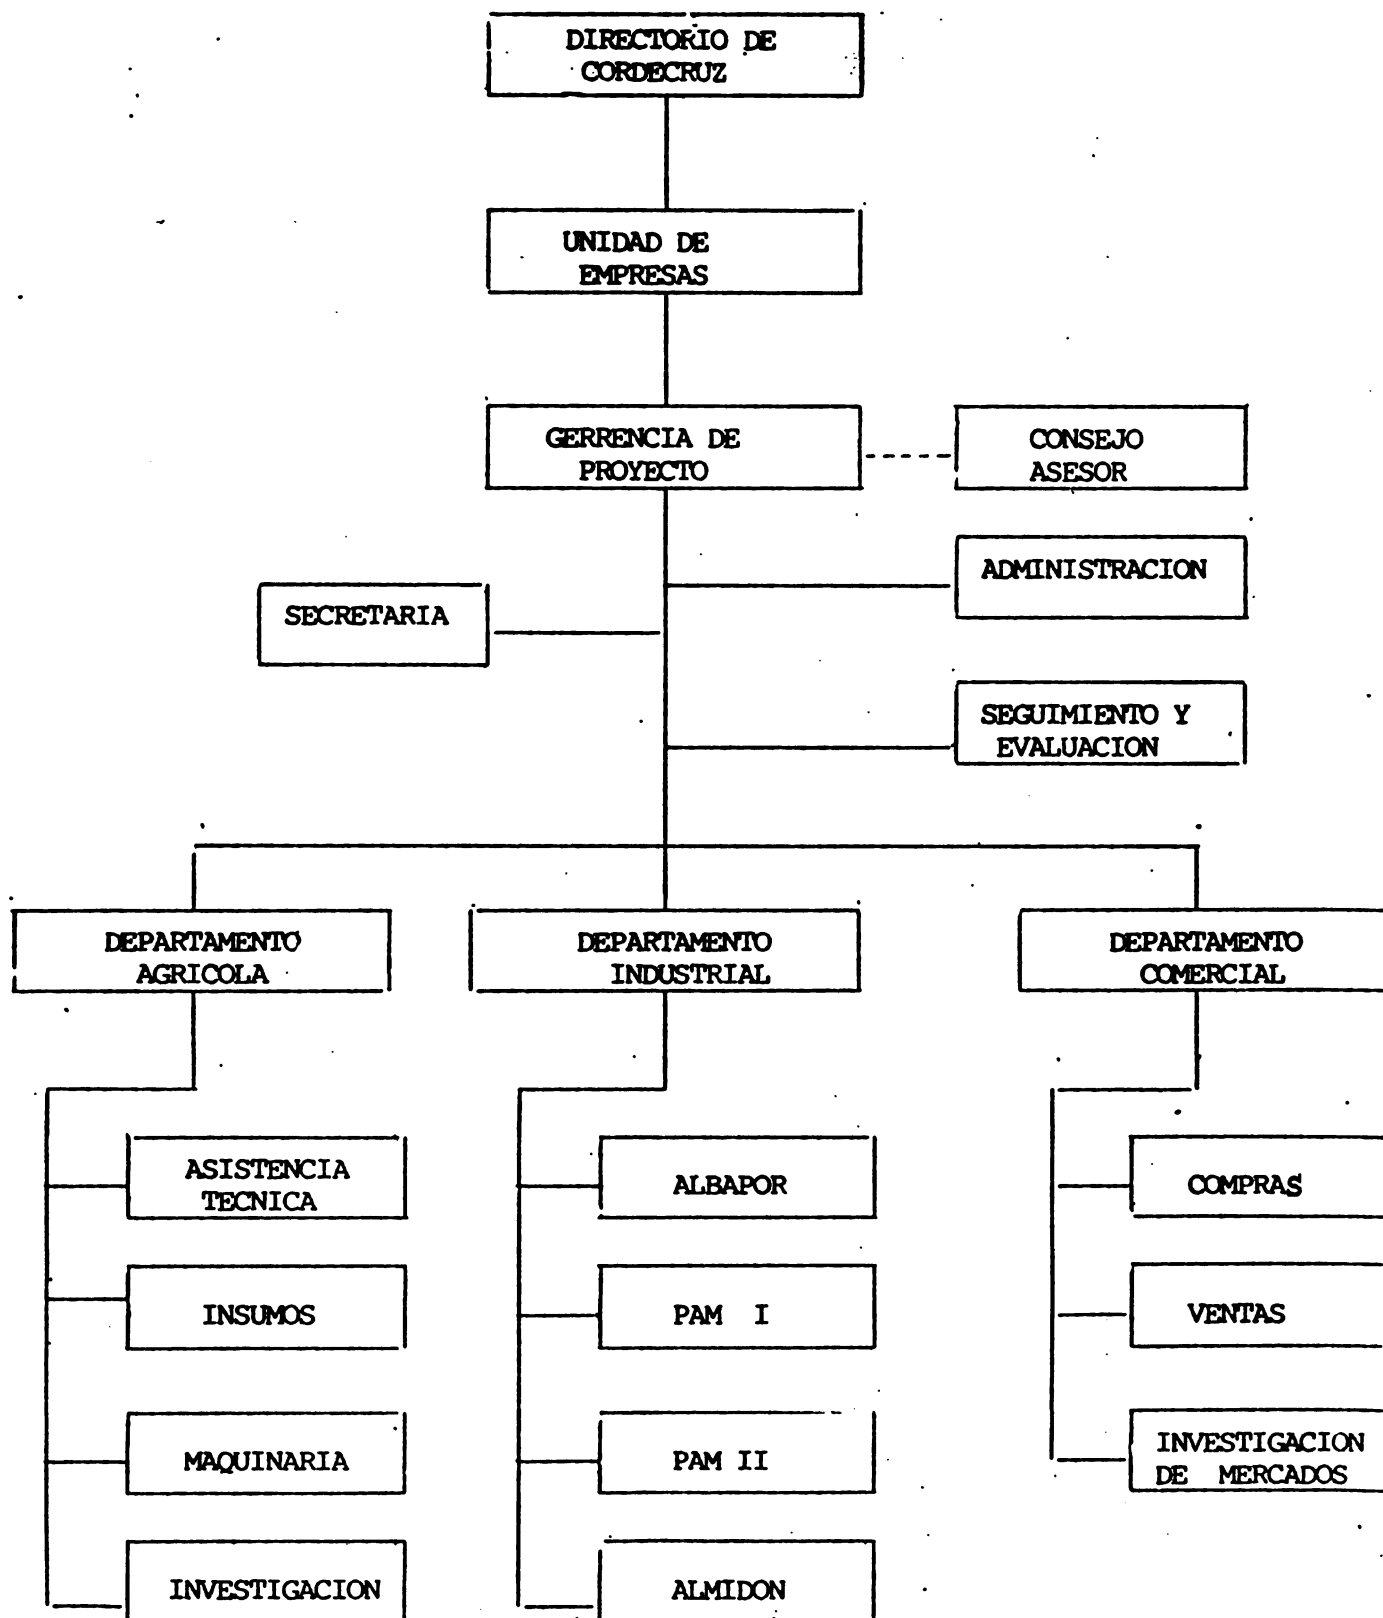 DIRECTORIO DE
CORDECRUZ
UNIDAD DE
EMPRESAS
GERRENCIA DE
PROYECTO
CONSEJO
ASESOR
ADMINISTRACION
SECRETARIA
SEGUIMIENTO Y
EVALUACION
DEPARTAMENTO
AGRICOLA
DEPARTAMENTO
INDUSTRIAL
DEPARTAMENTO
COMERCIAL
ASISTENCIA
TECNICA
INSUMOS
MAQUINARIA
INVESTIGACION
ALBAPOR
PAM I
PAM II
ALMIDON
COMPRAS
VENTAS
INVESTIGACION
DE MERCADOS